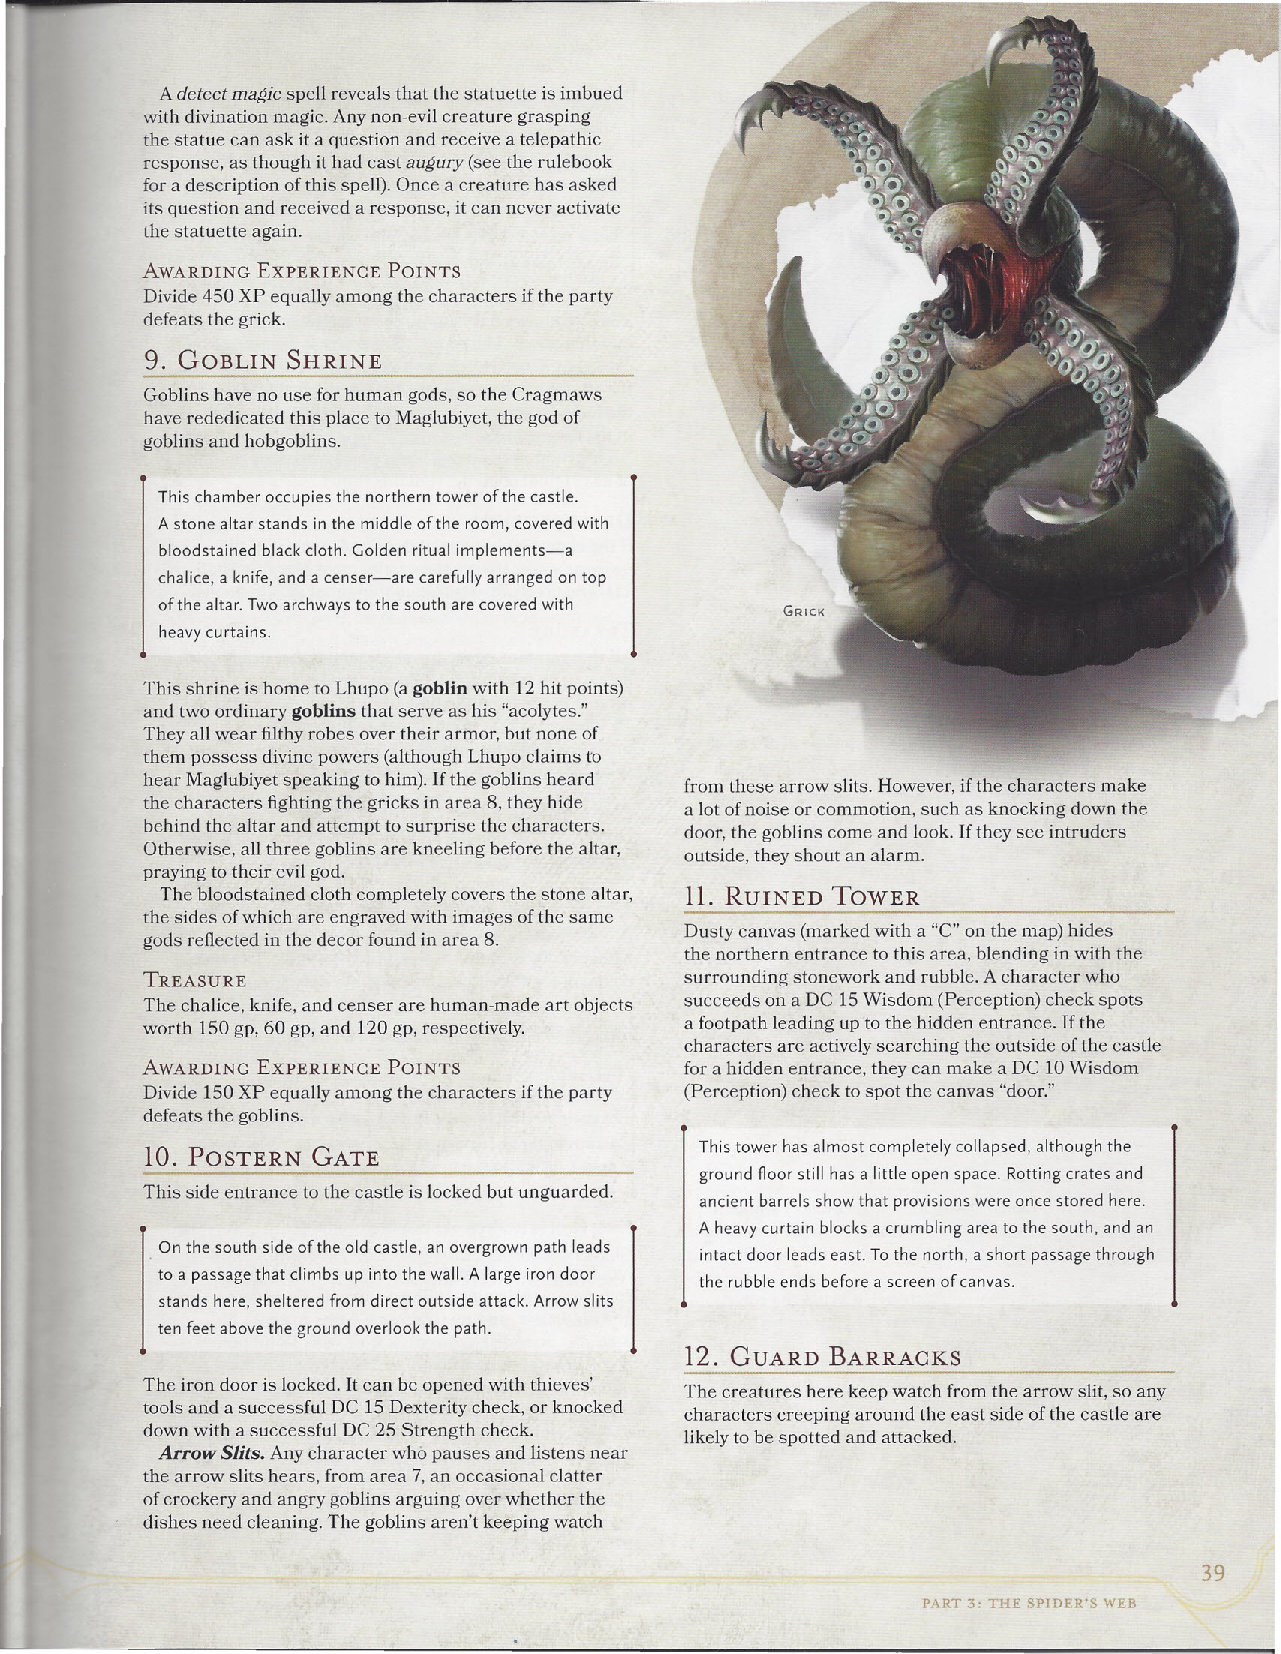 A detect magic spell reveals that the statuette is imbued
with divination magic. Any non-evil creature grasping
the statue can ask it a question and receive a telepathic
response, as though it had cast augury (see the rulebook
for a description of this spell). Once a creature has asked
its question and received a response, it can never activate
the statuette again.
Awarding Experience Points
Divide 450 XP equally among the characters if the party
defeats the grick.
9. Goblin Shrine
Goblins have no use for human gods, so the Cragmaws
have rededicated this place to Maglubiyet, the god of
goblins and hobgoblins.
This chamber occupies the northern tower of the castle.
A stone altar stands in the middle of the room, covered with
bloodstained black cloth. Golden ritual implements—a
chalice, a knife, and a censer—are carefully arranged on top
of the altar. Two archways to the south are covered with
heavy curtains.
This shrine is home to Lhupo (a goblin with 12 hit points)
and two ordinary goblins that serve as his “acolytes.”
They all wear filthy robes over their armor, but none of
them possess divine powers (although Lhupo claims to
hear Maglubiyet speaking to him). If the goblins heard
the characters fighting the gricks in area 8, they hide
behind the altar and attempt to surprise the characters.
Otherwise, all three goblins are kneeling before the altar,
praying to their evil god.
The bloodstained cloth completely covers the stone altar,
the sides of which are engraved with images of the same
gods reflected in the decor found in area 8.
Treasure
The chalice, knife, and censer are human-made art objects
worth 150 gp, 60 gp, and 120 gp, respectively.
Awarding Experience Points
Divide 150 XP equally among the characters if the party
defeats the goblins.
10. Postern Gate
This side entrance to the castle is locked but unguarded.
On the south side of the old castle, an overgrown path leads
to a passage that climbs up into the wall. A large iron door
stands here, sheltered from direct outside attack. Arrow slits
ten feet above the ground overlook the path.
The iron door is locked. It can be opened with thieves’
tools and a successful DC 15 Dexterity check, or knocked
down with a successful DC 25 Strength check.
Arrow Slits. Any character who pauses and listens near
the arrow slits hears, from area 7, an occasional clatter
of crockery and angry goblins arguing over whether the
dishes need cleaning. The goblins aren’t keeping watch
Grick
from these arrow slits. However, if the characters make
a lot of noise or commotion, such as knocking down the
door, the goblins come and look. If they see intruders
outside, they shout an alarm.
11. Ruined Tower
Dusty canvas (marked with a “C” on the map) hides
the northern entrance to this area, blending in with the
surrounding stonework and rubble. A character who
succeeds on a DC 15 Wisdom (Perception) check spots
a footpath leading up to the hidden entrance. If the
characters are actively searching the outside of the castle
for a hidden entrance, they can make a DC 10 Wisdom
(Perception) check to spot the canvas “door.”
This tower has almost completely collapsed, although the
ground floor still has a little open space. Rotting crates and
ancient barrels show that provisions were once stored here.
A heavy curtain blocks a crumbling area to the south, and an
intact door leads east. To the north, a short passage through
the rubble ends before a screen of canvas.
12. Guard Barracks
The creatures here keep watch from the arrow slit, so any
characters creeping around the east side of the castle are
likely to be spotted and attacked.
39
PART 3: THE SPIDER'S WEB